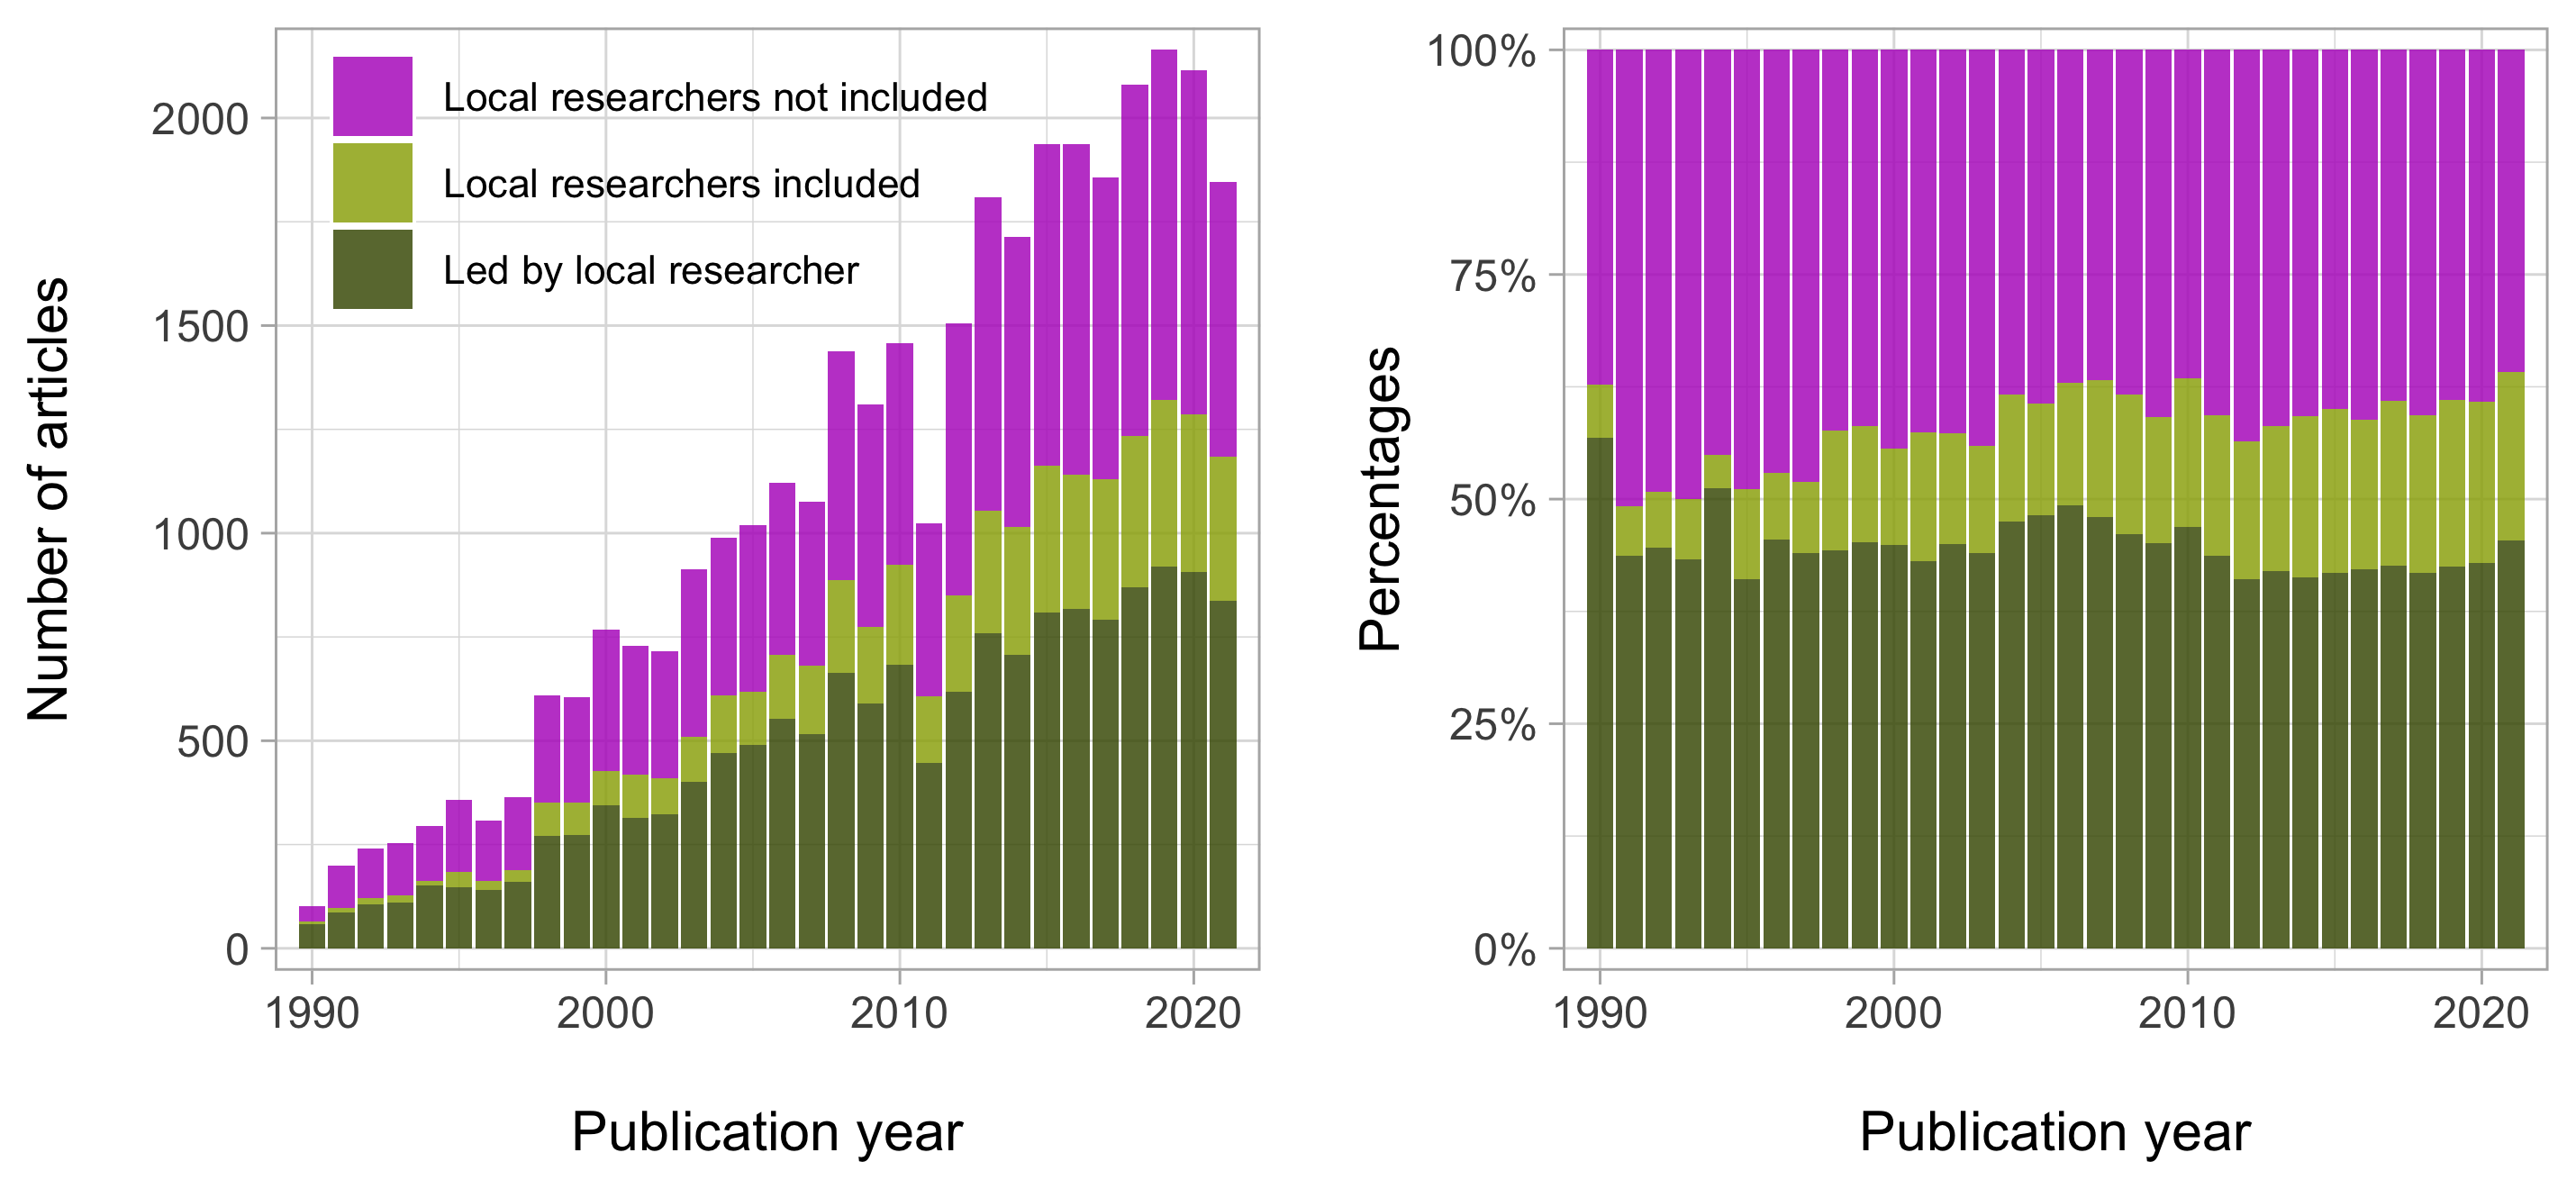 Number of articles
2000
1500
1000
500
0
Local researchers not included
Local researchers included
Led by local researcher
1990 2000 2010 2020
Publication year
Percentages
100%
75%
50%
25%
0%
1990 2000 2010 2020
Publication year